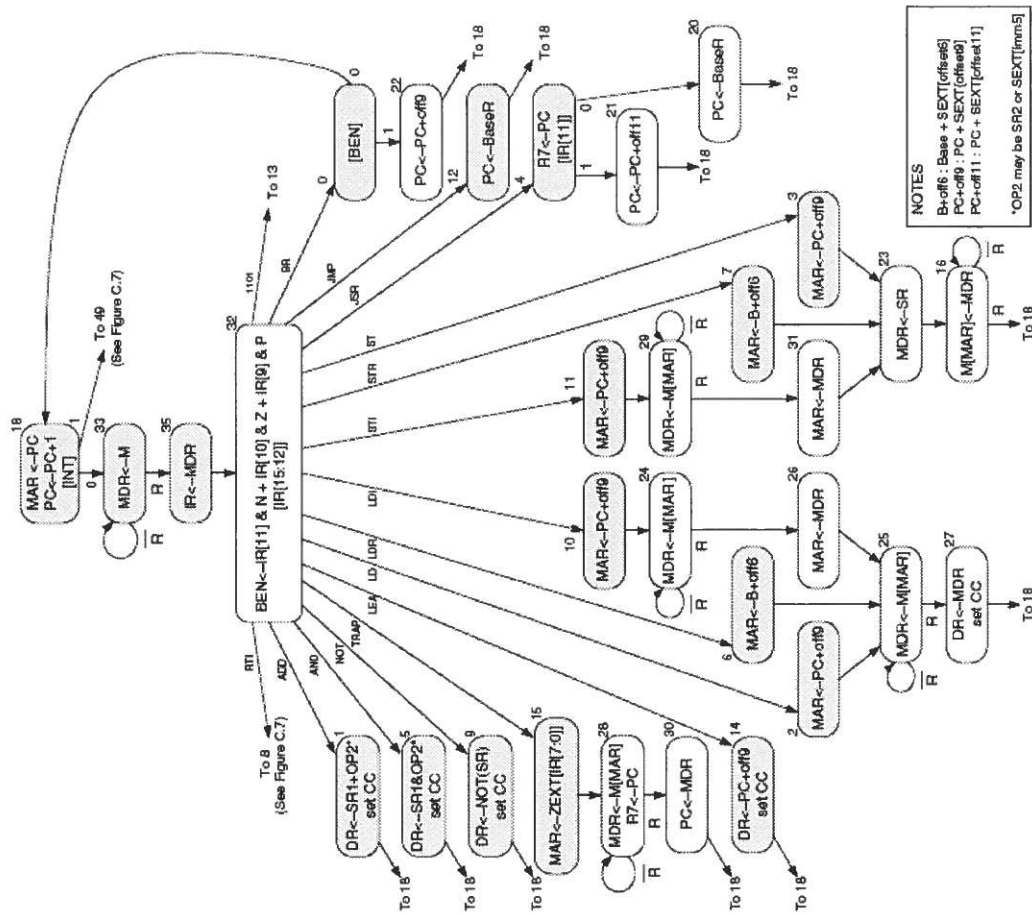 18
MAR <–PC
PC<–PC+1
[INT]
0
1
To 49
(See Figure C.7)
33
MDR<–M
R
R
35
IR<–MDR
32
BEN<–IR[11] & N + IR[10] & Z + IR[9] & P
[IR[15:12]]
RTI
To 8
(See Figure C.7)
ADD
1
DR<–SR1+OP2*
set CC
To 18
AND
5
DR<–SR1&OP2*
set CC
To 18
NOT
9
DR<–NOT(SR)
set CC
To 18
TRAP
15
MAR<–ZEXT[IR[7:0]]
28
MDR<–M[MAR]
R7<–PC
R
R
30
PC<–MDR
To 18
LEA
14
DR<–PC+off9
set CC
To 18
LD
2
MAR<–PC+off9
LDR
6
MAR<–B+off6
LDI
10
MAR<–PC+off9
24
MDR<–M[MAR]
R
R
26
MAR<–MDR
25
MDR<–M[MAR]
R
R
27
DR<–MDR
set CC
To 18
STI
11
MAR<–PC+off9
29
MDR<–M[MAR]
R
R
31
MAR<–MDR
STR
7
MAR<–B+off6
ST
3
MAR<–PC+off9
23
MDR<–SR
16
M[MAR]<–MDR
R
R
To 18
JSR
4
R7<–PC
[IR[11]]
0
1
21
PC<–PC+off11
To 18
20
PC<–BaseR
To 18
JMP
12
PC<–BaseR
To 18
BR
0
[BEN]
0
1
22
PC<–PC+off9
To 18
1101
To 13
NOTES
B+off6 : Base + SEXT[offset6]
PC+off9 : PC + SEXT[offset9]
PC+off11 : PC + SEXT[offset11]
*OP2 may be SR2 or SEXT[imm5]